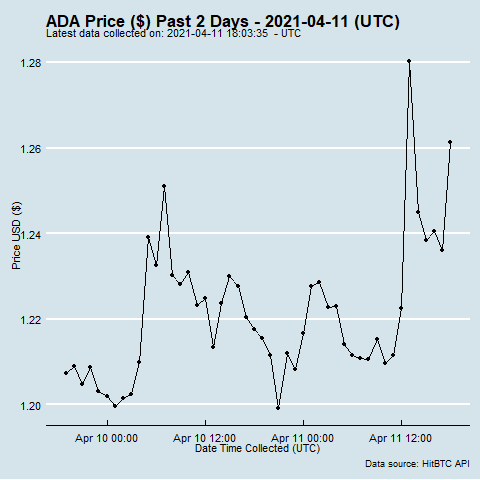 ADA Price ($) Past 2 Days - 2021-04-11 (UTC)
Latest data collected on: 2021-04-11 18:03:35 - UTC
1.28
1.26
1.24
1.22
1.20
Price USD ($)
Apr 10 00:00 Apr 10 12:00 Apr 11 00:00 Apr 11 12:00
Date Time Collected (UTC)
Data source: HitBTC API